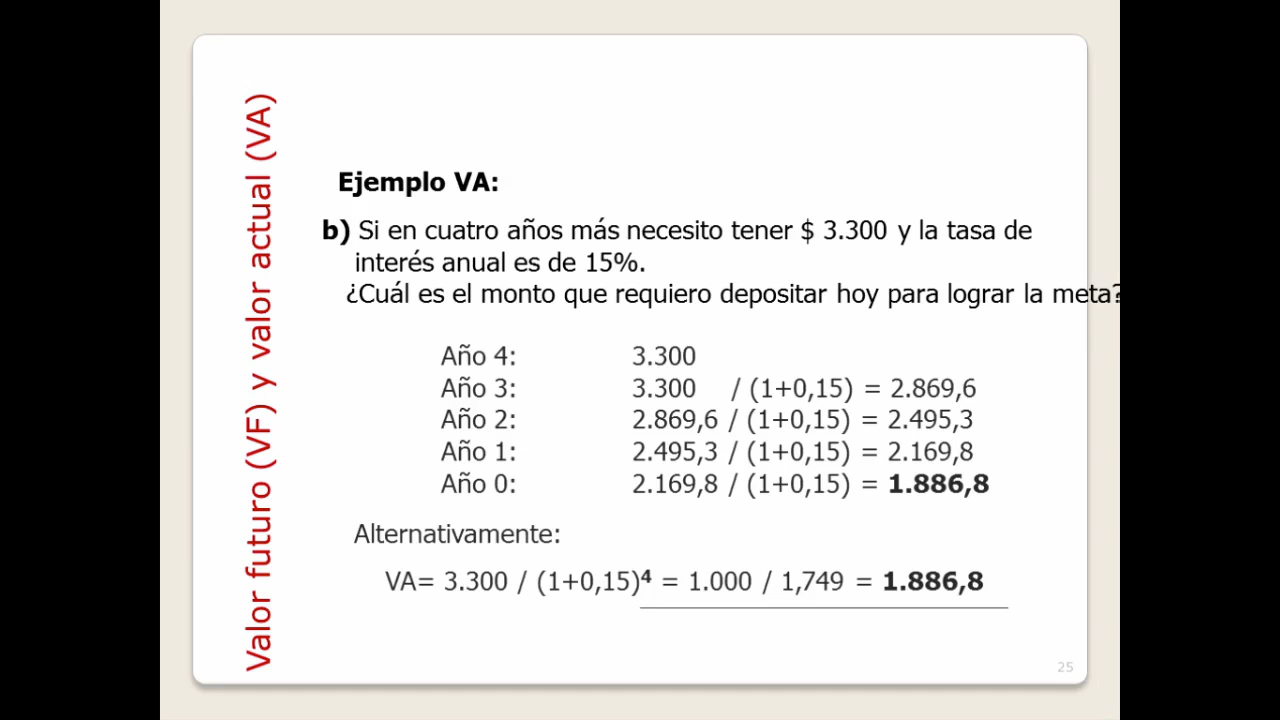 Valor futuro (VF) y valor actual (VA)
Ejemplo VA:
b) Si en cuatro años más necesito tener $ 3.300 y la tasa de
interés anual es de 15%.
¿Cuál es el monto que requiero depositar hoy para lograr la meta?
Año 4: 3.300
Año 3: 3.300 / (1+0,15) = 2.869,6
Año 2: 2.869,6 / (1+0,15) = 2.495,3
Año 1: 2.495,3 / (1+0,15) = 2.169,8
Año 0: 2.169,8 / (1+0,15) = 1.886,8
Alternativamente:
VA= 3.300 / (1+0,15)⁴ = 1.000 / 1,749 = 1.886,8
25